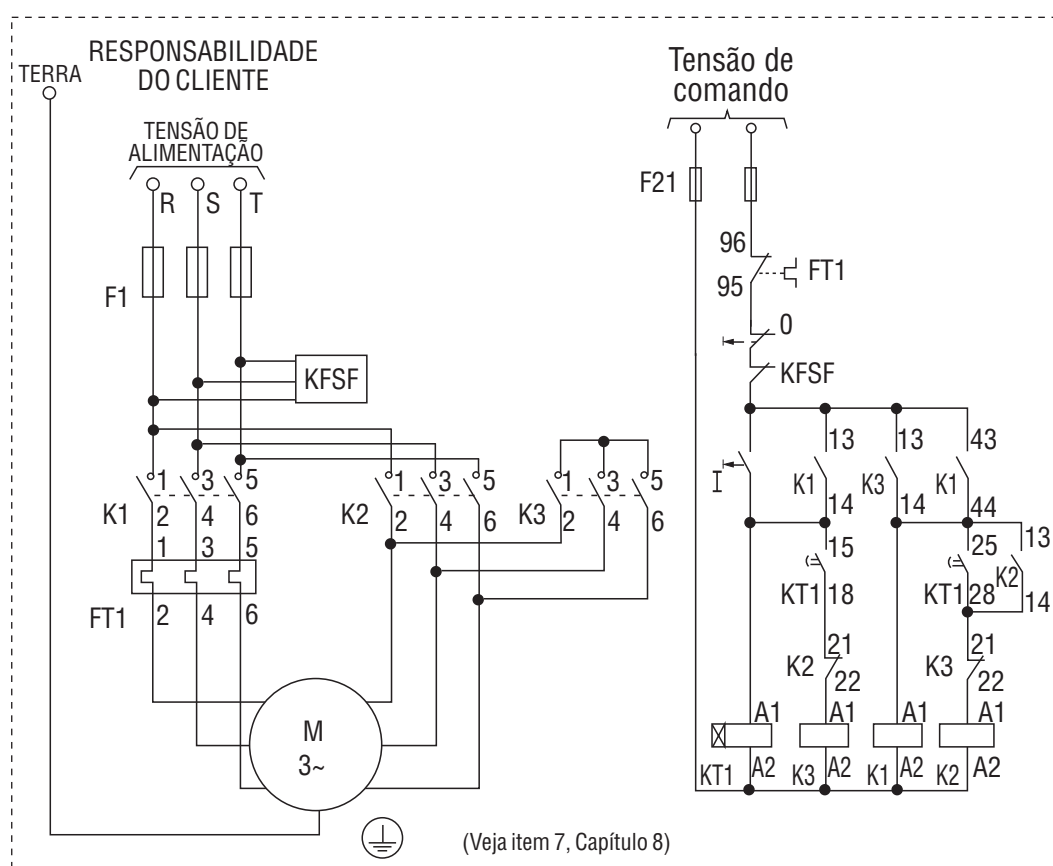 RESPONSABILIDADE
DO CLIENTE
TERRA
TENSÃO DE
ALIMENTAÇÃO
R S T
F1
KFSF
1 3 5
K1
2 4 6
1 3 5
FT1
2 4 6
1 3 5
K2
2 4 6
1 3 5
K3
2 4 6
M
3~
(Veja item 7, Capítulo 8)
Tensão de
comando
F21
96
95
FT1
0
KFSF
I
13
K1
14
13
K3
14
43
K1
44
15
KT1 18
25
KT1 28
13
K2
14
21
K2
22
21
K3
22
A1 A1 A1 A1
KT1 A2 K3 A2 K1 A2 K2 A2